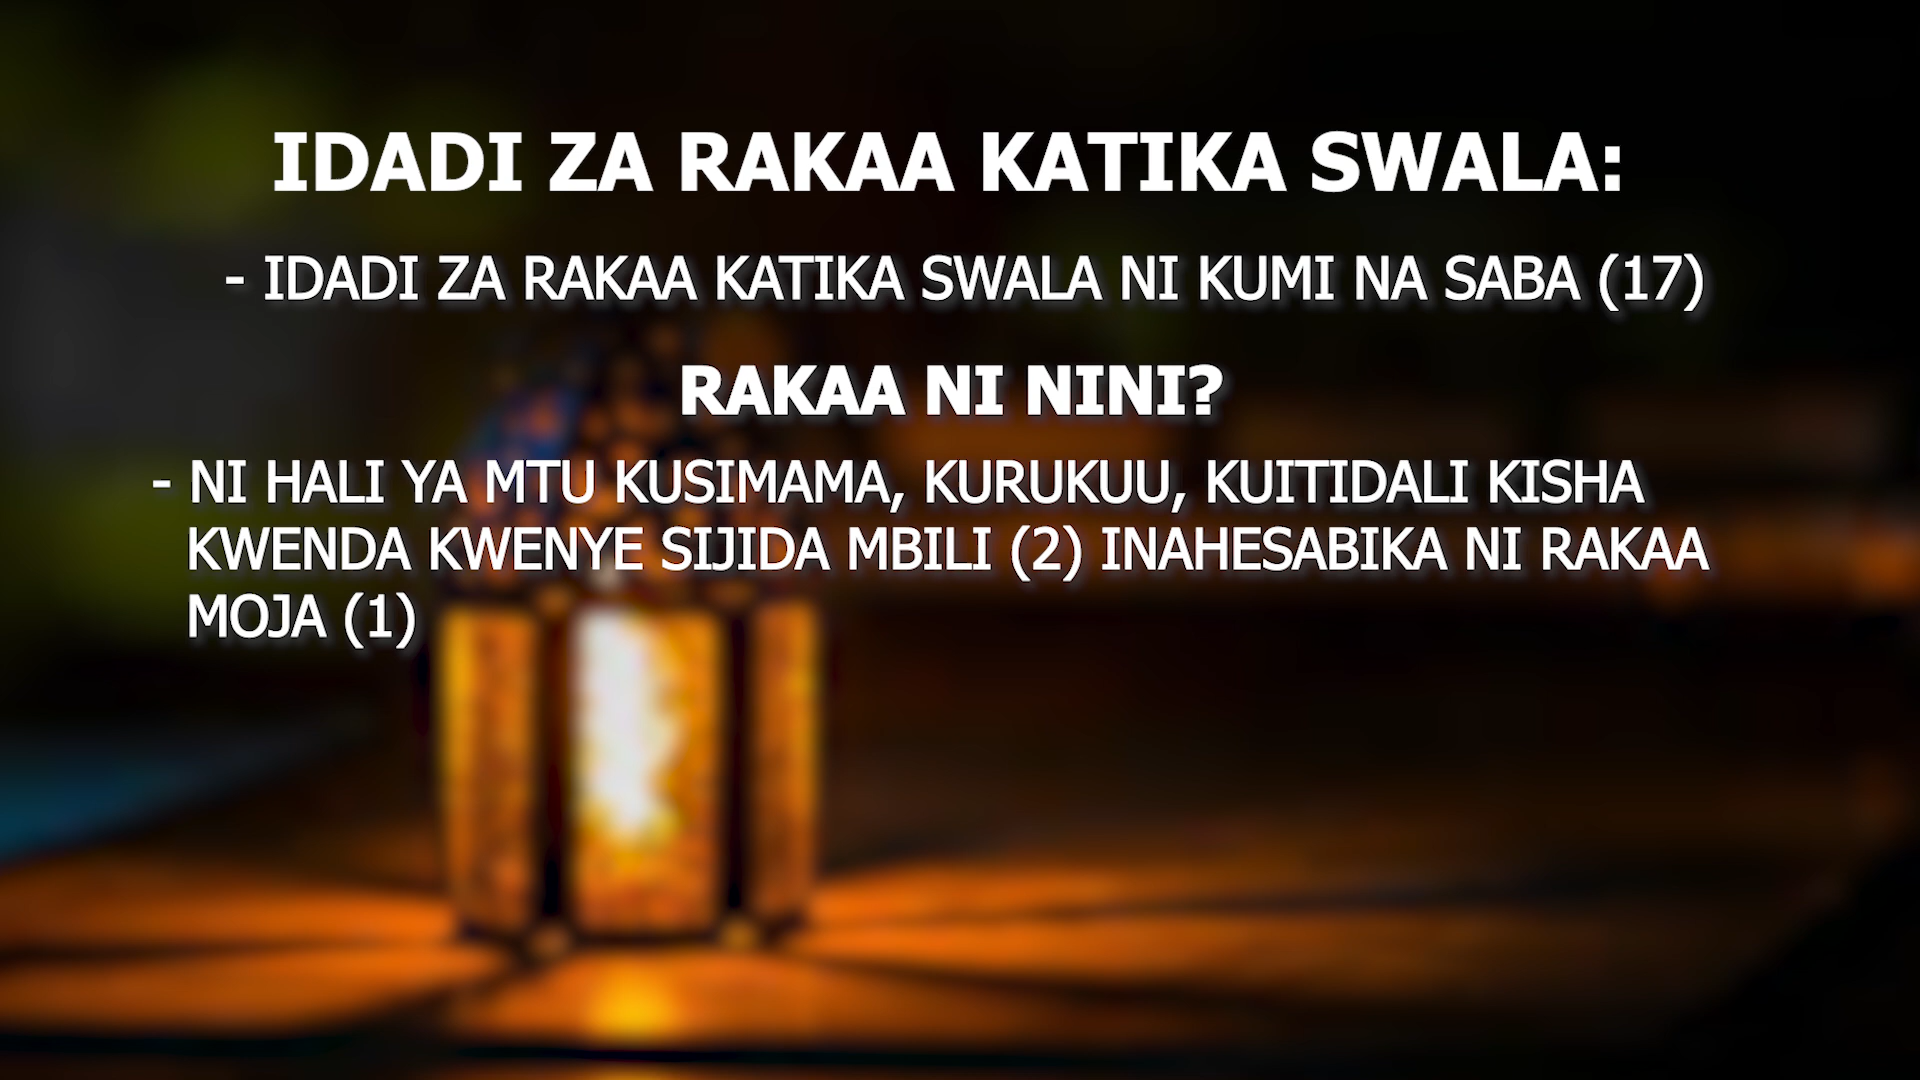 IDADI ZA RAKAA KATIKA SWALA:
- IDADI ZA RAKAA KATIKA SWALA NI KUMI NA SABA (17)
RAKAA NI NINI?
- NI HALI YA MTU KUSIMAMA, KURUKUU, KUITIDALI KISHA
KWENDA KWENYE SIJIDA MBILI (2) INAHESABIKA NI RAKAA
MOJA (1)